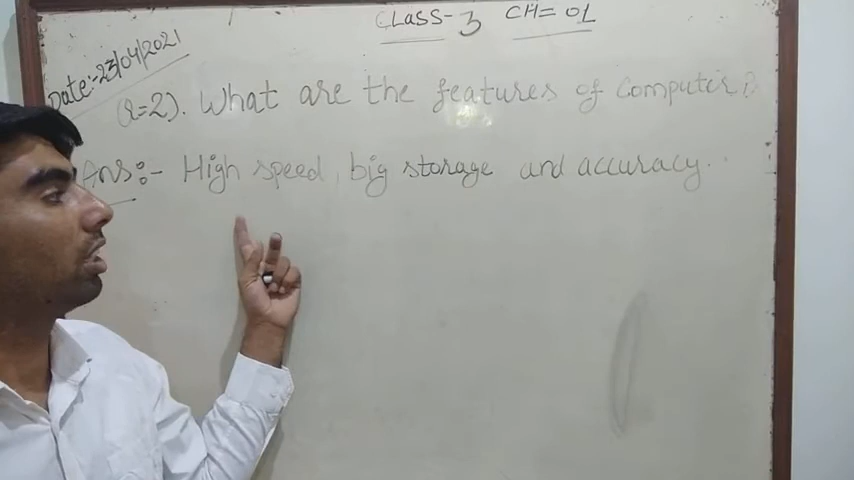 CLASS-3 CH=01
Date:-23/04/2021
Q=2). What are the features of Computer?
Ans:- High speed, big storage and accuracy.